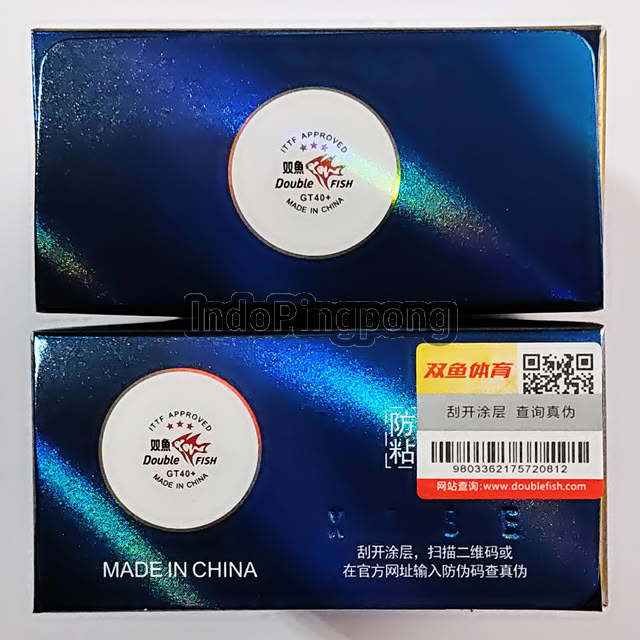 ITTF APPROVED
双魚
Double FISH
GT40+
MADE IN CHINA
IndoPingpong
ITTF APPROVED
双魚
Double FISH
GT40+
MADE IN CHINA
双鱼体育
刮开涂层 查询真伪
9803362175720812
网站查询:www.doublefish.com
防
粘
MADE IN CHINA
刮开涂层，扫描二维码或
在官方网址输入防伪码查真伪